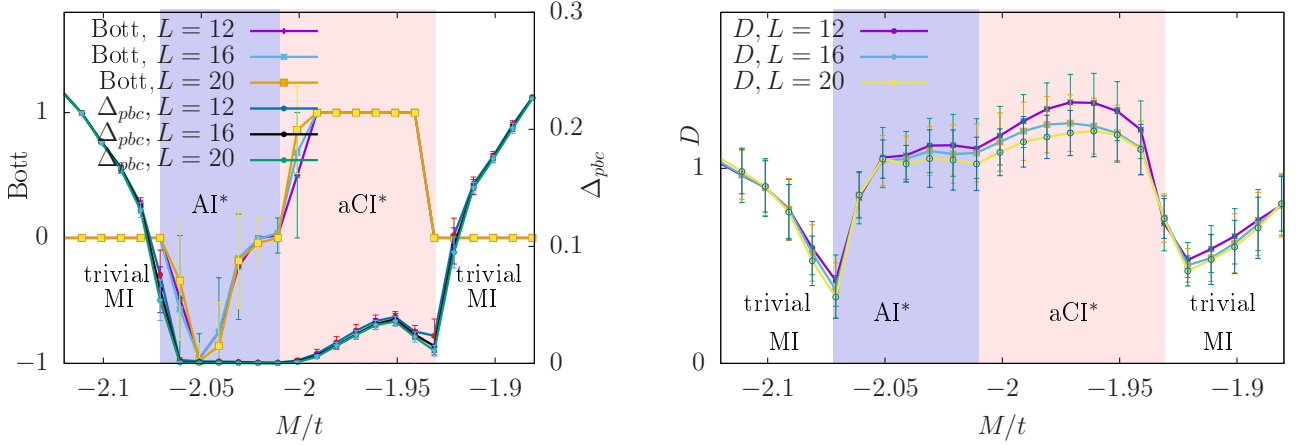 Bott, L = 12
Bott, L = 16
Bott, L = 20
Δpbc, L = 12
Δpbc, L = 16
Δpbc, L = 20
1
0
−1
Bott
0.3
0.2
0.1
0
Δpbc
AI*
aCI*
trivial
MI
trivial
MI
−2.1
−2.05
−2
−1.95
−1.9
M/t
D, L = 12
D, L = 16
D, L = 20
1
0
D
AI*
aCI*
trivial
MI
trivial
MI
−2.1
−2.05
−2
−1.95
−1.9
M/t